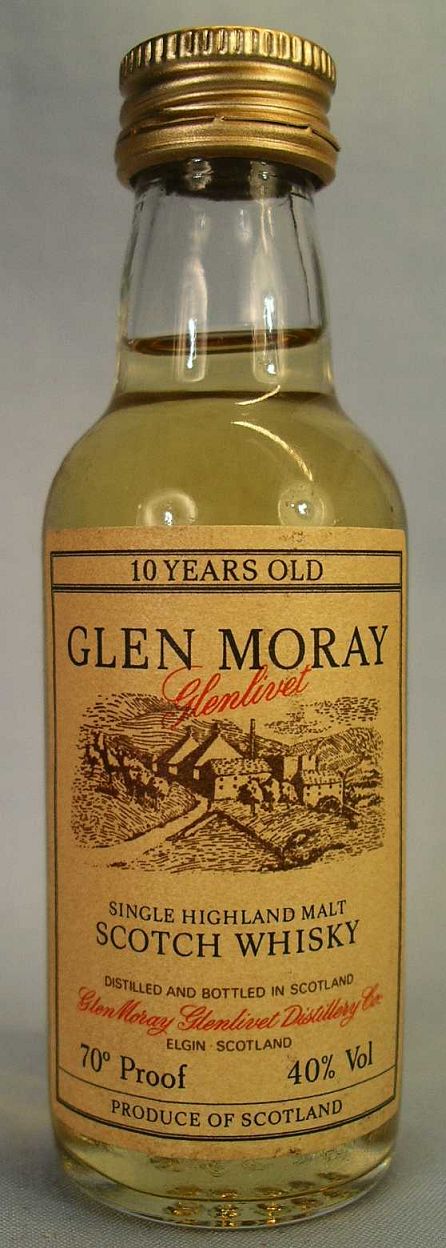 10 YEARS OLD
GLEN MORAY
Glenlivet
SINGLE HIGHLAND MALT
SCOTCH WHISKY
DISTILLED AND BOTTLED IN SCOTLAND
Glen Moray Glenlivet Distillery Co.
ELGIN · SCOTLAND
70º Proof 40% Vol
PRODUCE OF SCOTLAND